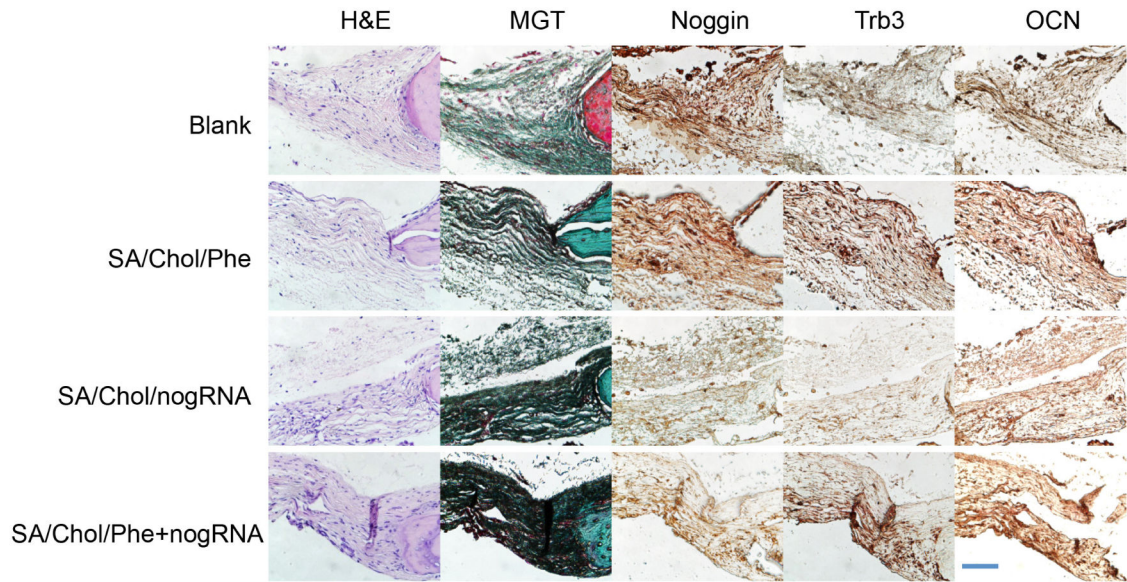 H&E MGT Noggin Trb3 OCN
Blank
SA/Chol/Phe
SA/Chol/nogRNA
SA/Chol/Phe+nogRNA